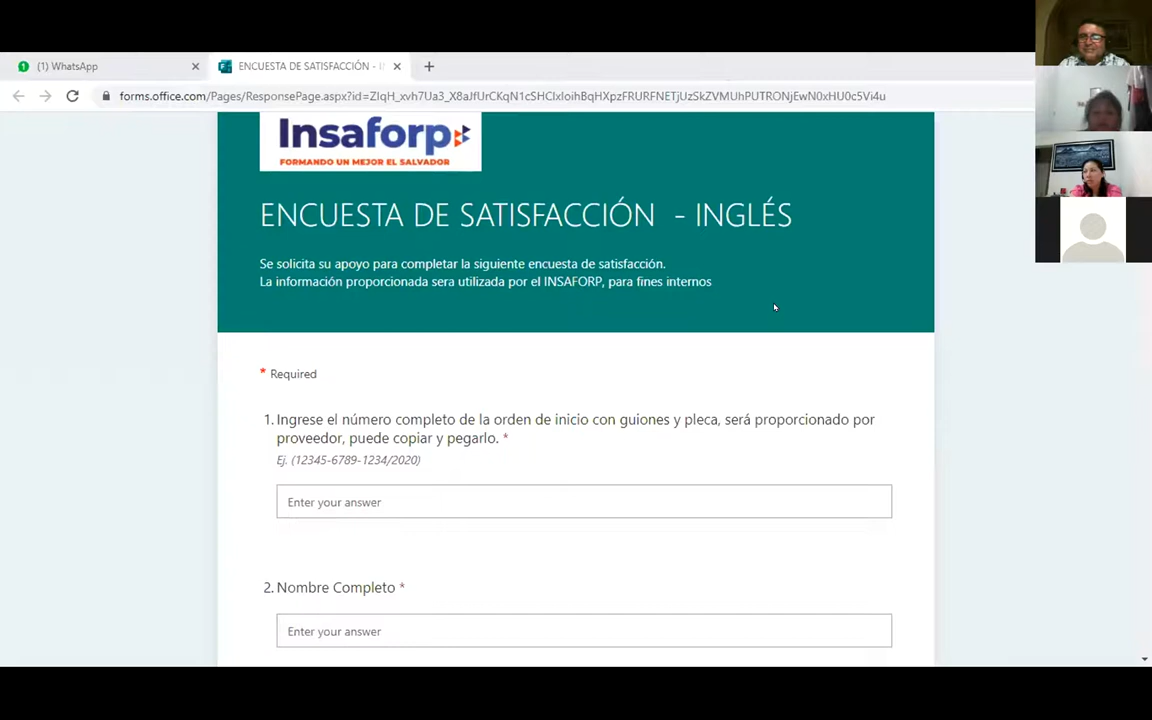 (1) WhatsApp
ENCUESTA DE SATISFACCIÓN - I
forms.office.com/Pages/ResponsePage.aspx?id=ZIqH_xvh7Ua3_X8aJfUrCKqN1cSHCIxIoihBqHXpzFRURFNETjUzSkZVMUhPUTRONjEwN0xHU0c5Vi4u
Insaforp
FORMANDO UN MEJOR EL SALVADOR
ENCUESTA DE SATISFACCIÓN - INGLÉS
Se solicita su apoyo para completar la siguiente encuesta de satisfacción.
La información proporcionada sera utilizada por el INSAFORP, para fines internos
* Required
1. Ingrese el número completo de la orden de inicio con guiones y pleca, será proporcionado por
proveedor, puede copiar y pegarlo. *
Ej. (12345-6789-1234/2020)
Enter your answer
2. Nombre Completo *
Enter your answer